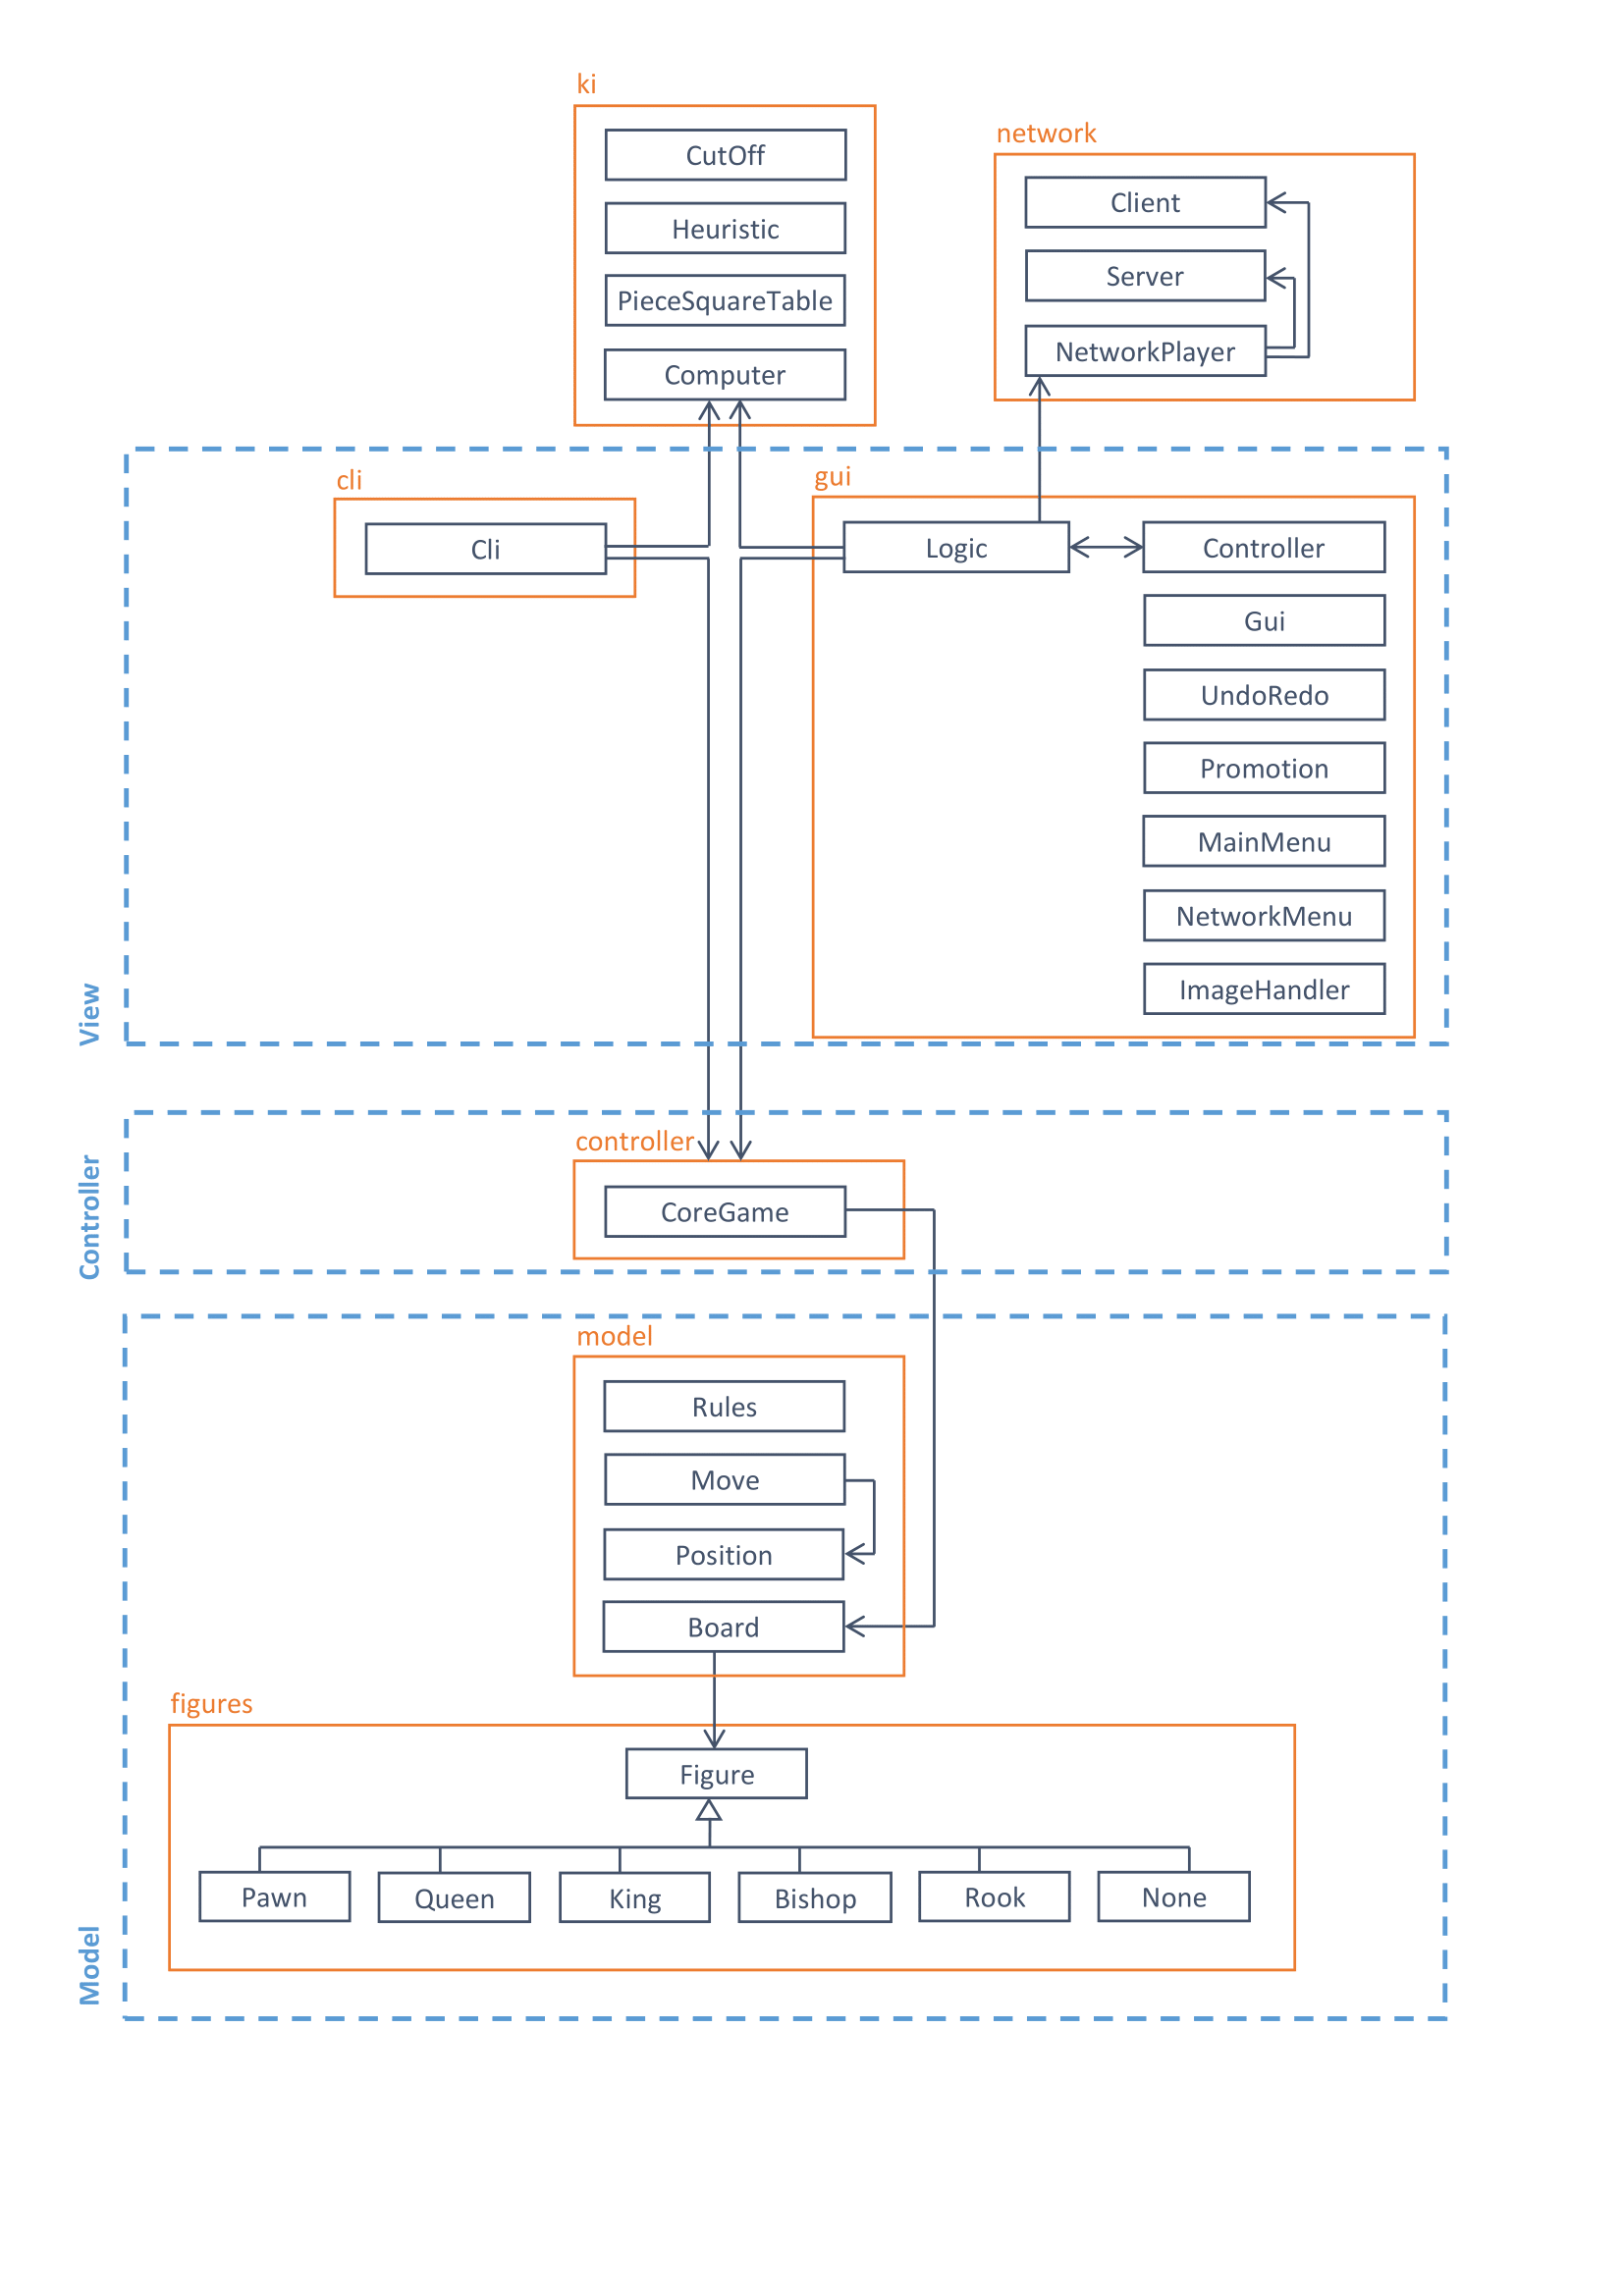 ki
CutOff
Heuristic
PieceSquareTable
Computer
network
Client
Server
NetworkPlayer
View
cli
Cli
gui
Logic
Controller
Gui
UndoRedo
Promotion
MainMenu
NetworkMenu
ImageHandler
Controller
controller
CoreGame
Model
model
Rules
Move
Position
Board
figures
Figure
Pawn
Queen
King
Bishop
Rook
None